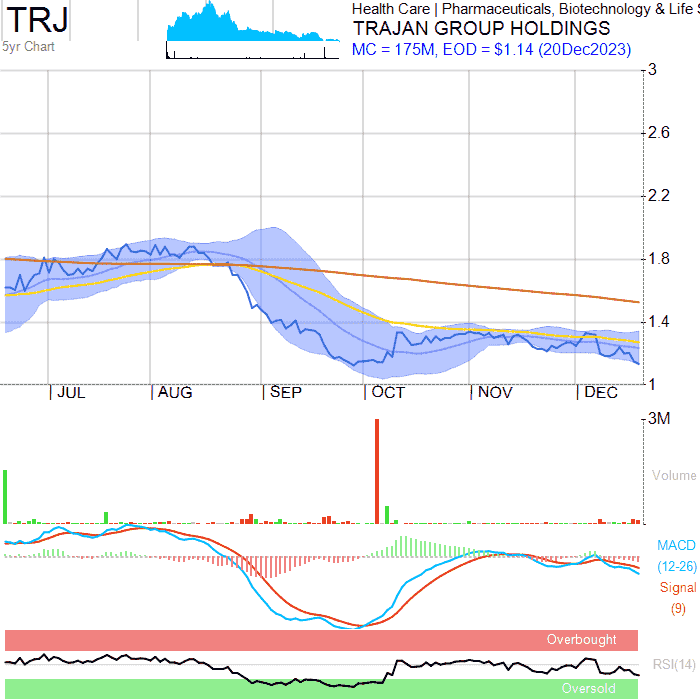 TRJ
5yr Chart
Health Care | Pharmaceuticals, Biotechnology & Life S
TRAJAN GROUP HOLDINGS
MC = 175M, EOD = $1.14 (20Dec2023)
3
2.6
2.2
1.8
1.4
1
| JUL | AUG | SEP | OCT | NOV | DEC
3M
Volume
MACD
(12-26)
Signal
(9)
Overbought
RSI(14)
Oversold